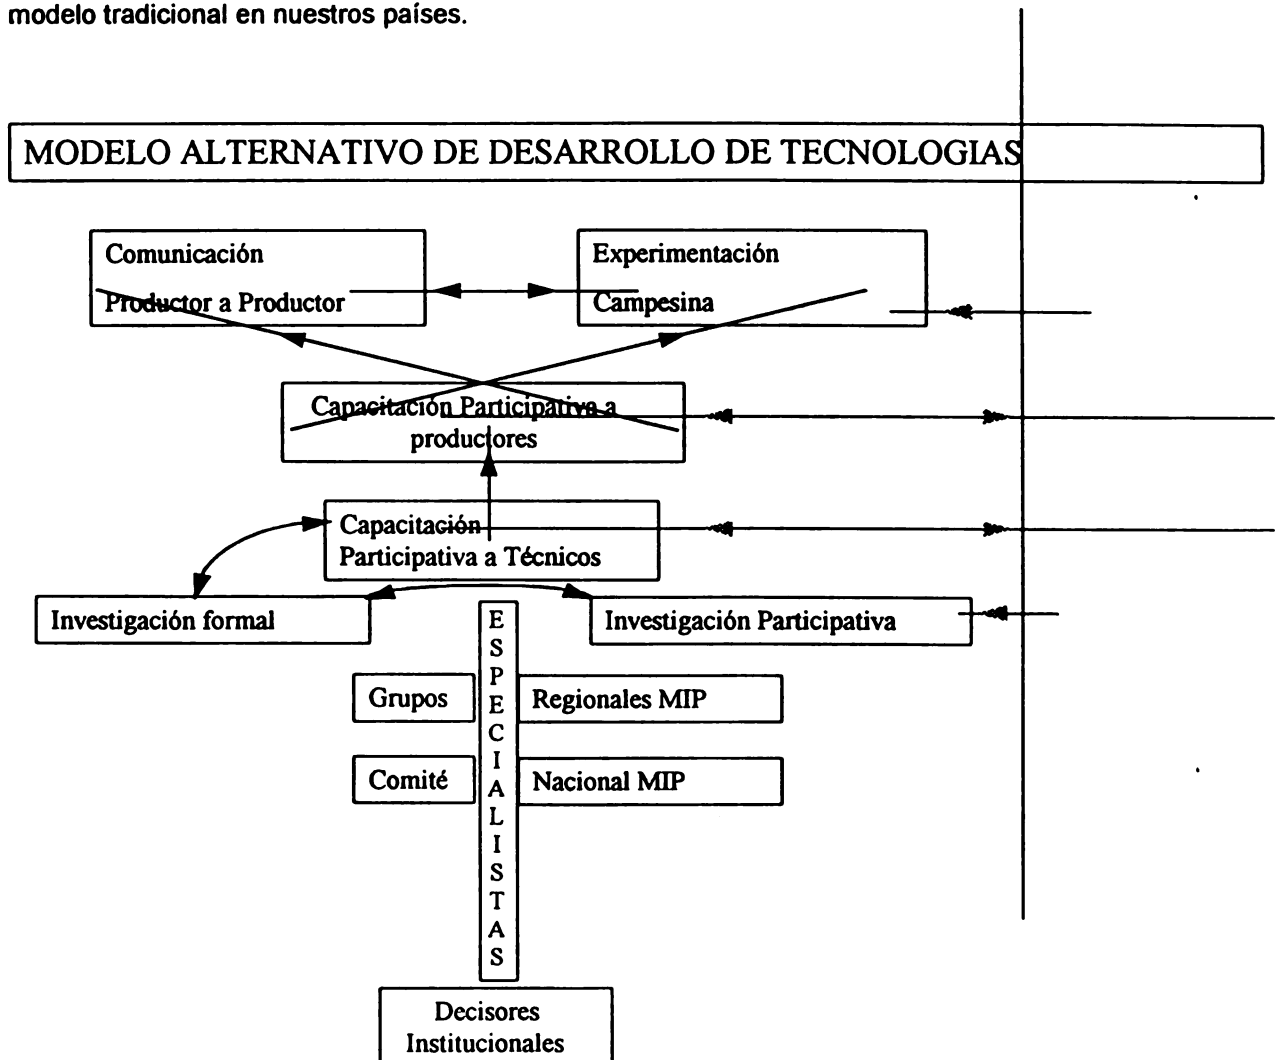 modelo tradicional en nuestros países.
MODELO ALTERNATIVO DE DESARROLLO DE TECNOLOGIAS
Comunicación
Productor a Productor
Experimentación
Campesina
Capacitación Participativa a
productores
Capacitación
Participativa a Técnicos
Investigación formal
Investigación Participativa
E
S
P
E
C
I
A
L
I
S
T
A
S
Grupos
Regionales MIP
Comité
Nacional MIP
Decisores
Institucionales